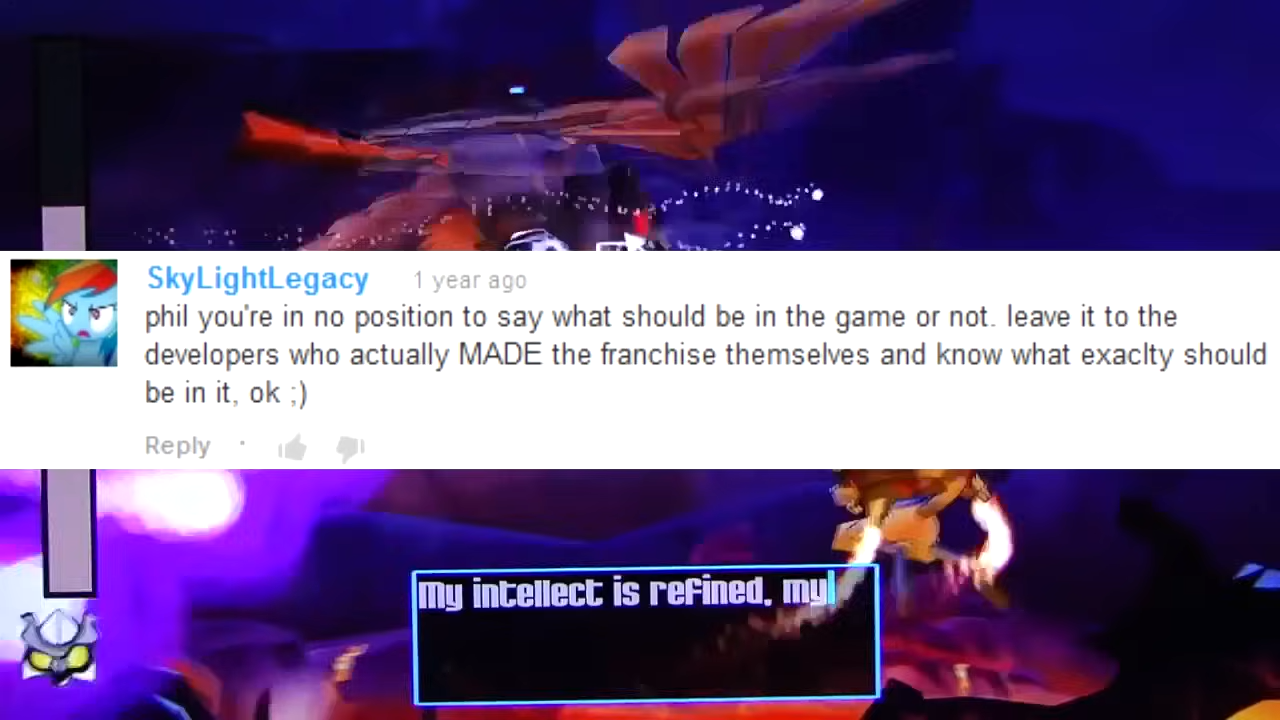 SkyLightLegacy 1 year ago
phil you're in no position to say what should be in the game or not. leave it to the
developers who actually MADE the franchise themselves and know what exaclty should
be in it, ok ;)
Reply ·
My intellect is refined, my